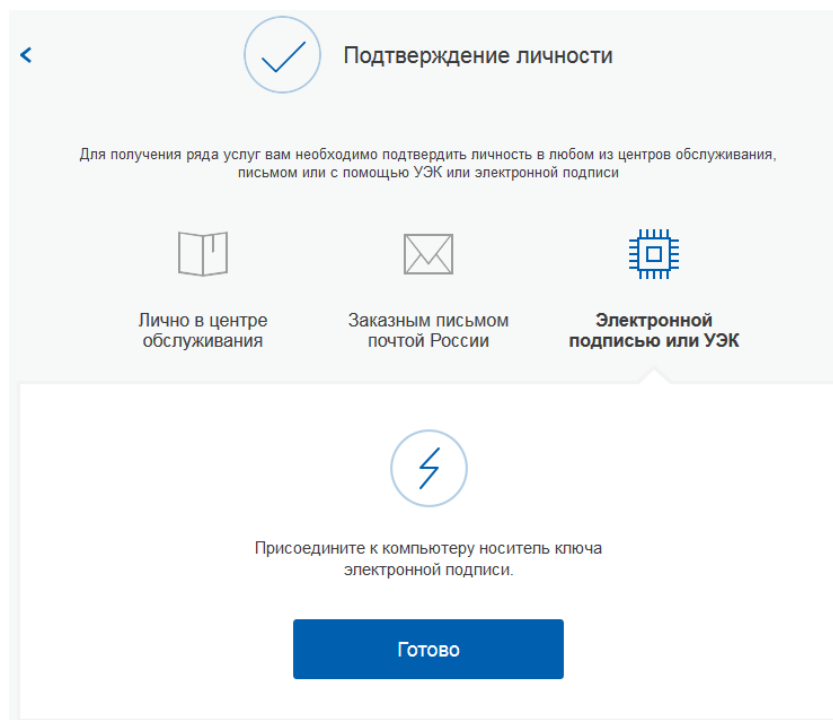 Подтверждение личности
Для получения ряда услуг вам необходимо подтвердить личность в любом из центров обслуживания,
письмом или с помощью УЭК или электронной подписи
Лично в центре
обслуживания
Заказным письмом
почтой России
Электронной
подписью или УЭК
Присоедините к компьютеру носитель ключа
электронной подписи.
Готово